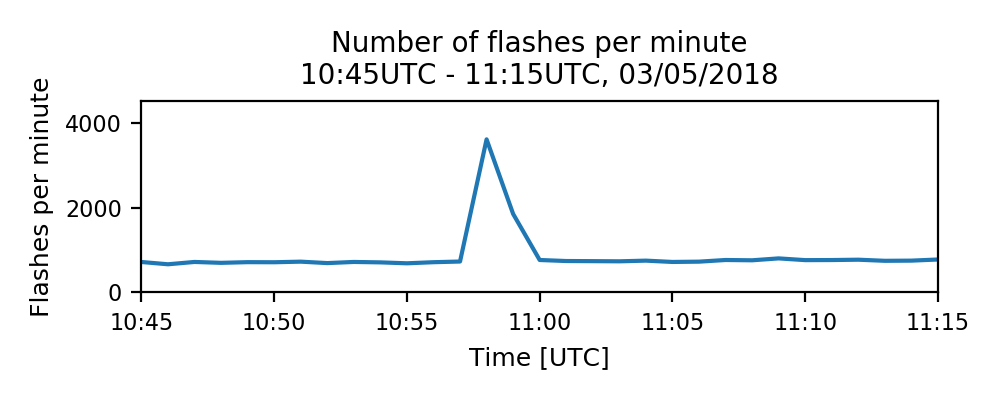 Number of flashes per minute
10:45UTC - 11:15UTC, 03/05/2018
Flashes per minute
4000
2000
0
10:45 10:50 10:55 11:00 11:05 11:10 11:15
Time [UTC]